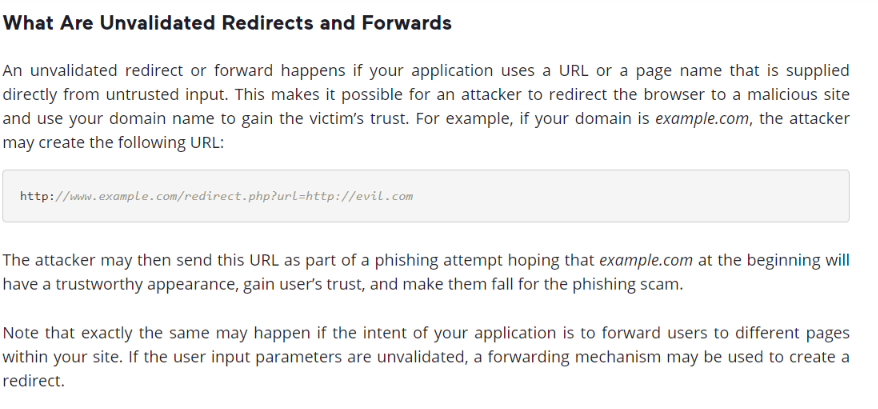 What Are Unvalidated Redirects and Forwards
An unvalidated redirect or forward happens if your application uses a URL or a page name that is supplied
directly from untrusted input. This makes it possible for an attacker to redirect the browser to a malicious site
and use your domain name to gain the victim's trust. For example, if your domain is example.com, the attacker
may create the following URL:
http://www.example.com/redirect.php?url=http://evil.com
The attacker may then send this URL as part of a phishing attempt hoping that example.com at the beginning will
have a trustworthy appearance, gain user's trust, and make them fall for the phishing scam.
Note that exactly the same may happen if the intent of your application is to forward users to different pages
within your site. If the user input parameters are unvalidated, a forwarding mechanism may be used to create a
redirect.